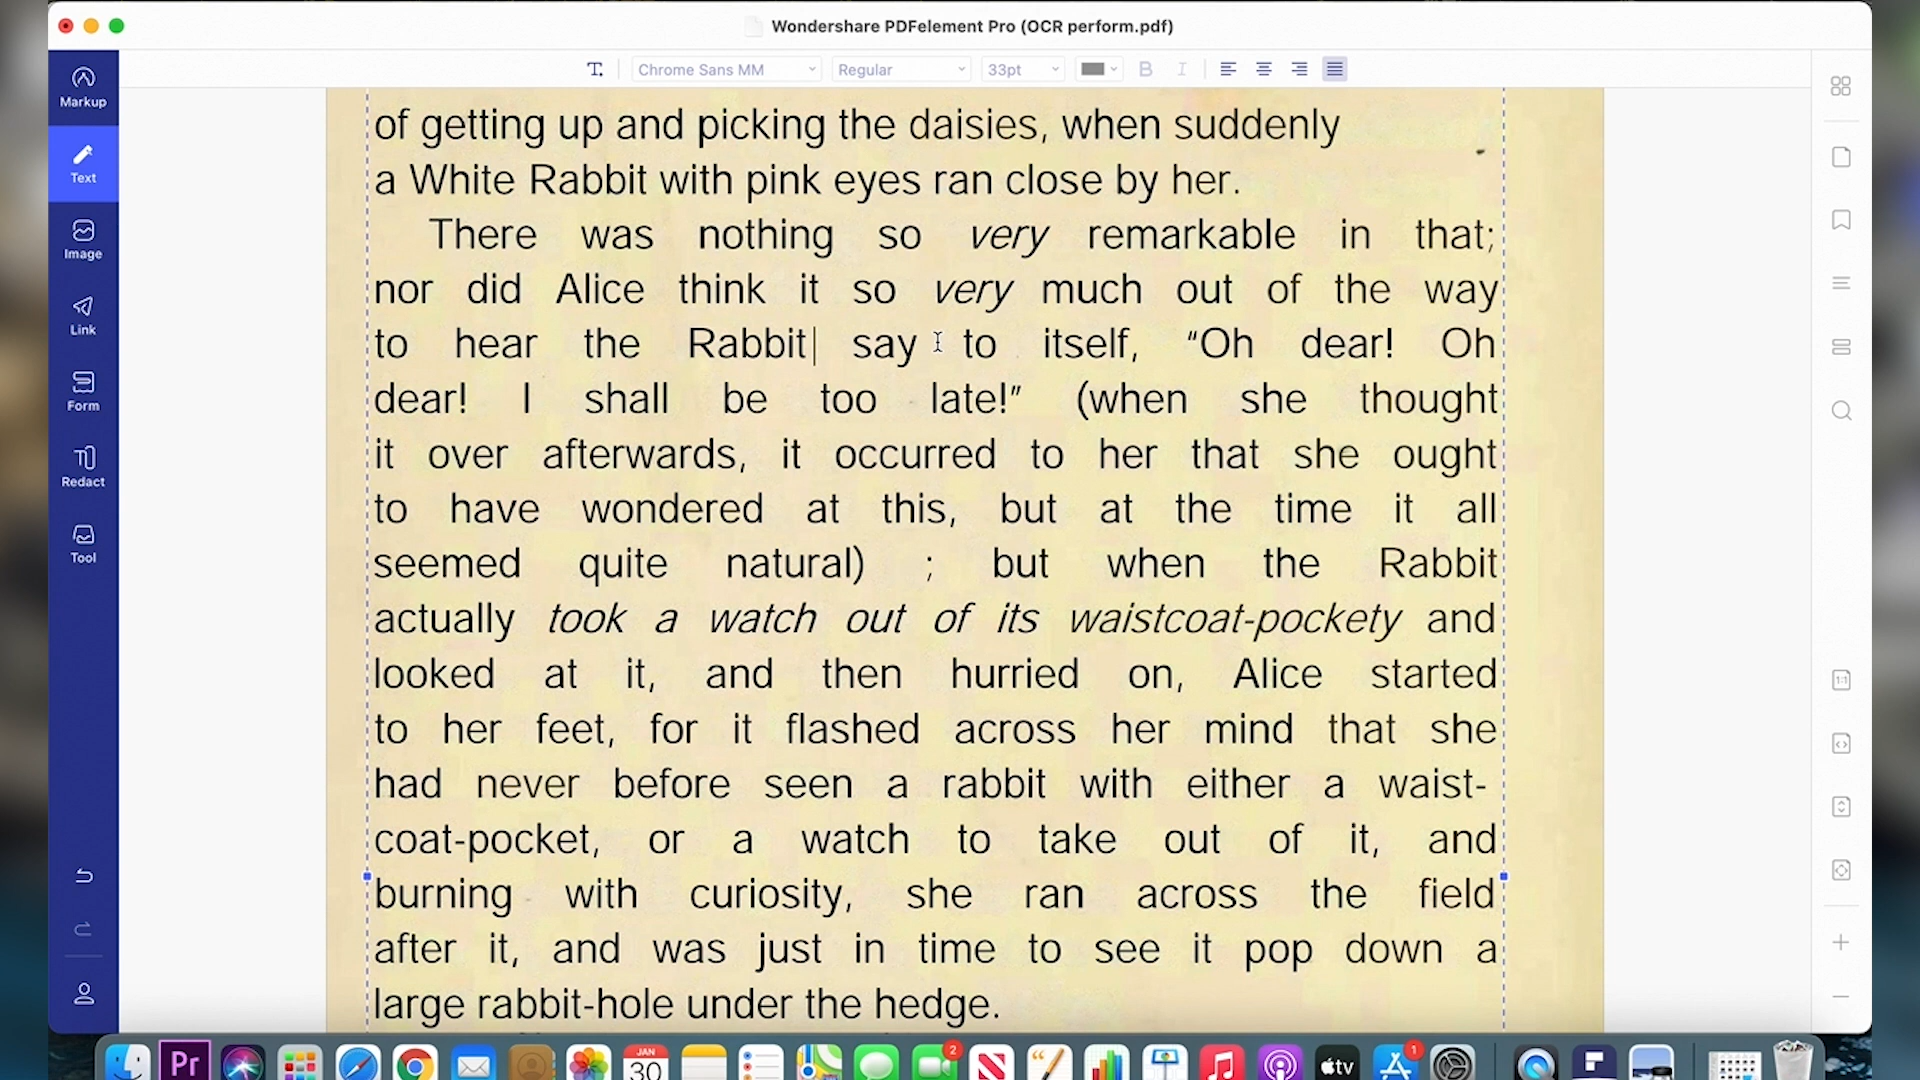 Wondershare PDFelement Pro (OCR perform.pdf)
Chrome Sans MM Regular 33pt B I
Markup
Text
Image
Link
Form
Redact
Tool
of getting up and picking the daisies, when suddenly
a White Rabbit with pink eyes ran close by her.
There was nothing so very remarkable in that;
nor did Alice think it so very much out of the way
to hear the Rabbit say to itself, "Oh dear! Oh
dear! I shall be too late!" (when she thought
it over afterwards, it occurred to her that she ought
to have wondered at this, but at the time it all
seemed quite natural) ; but when the Rabbit
actually took a watch out of its waistcoat-pockety and
looked at it, and then hurried on, Alice started
to her feet, for it flashed across her mind that she
had never before seen a rabbit with either a waist-
coat-pocket, or a watch to take out of it, and
burning with curiosity, she ran across the field
after it, and was just in time to see it pop down a
large rabbit-hole under the hedge.
1:1
Pr
JAN
30
2
tv
1